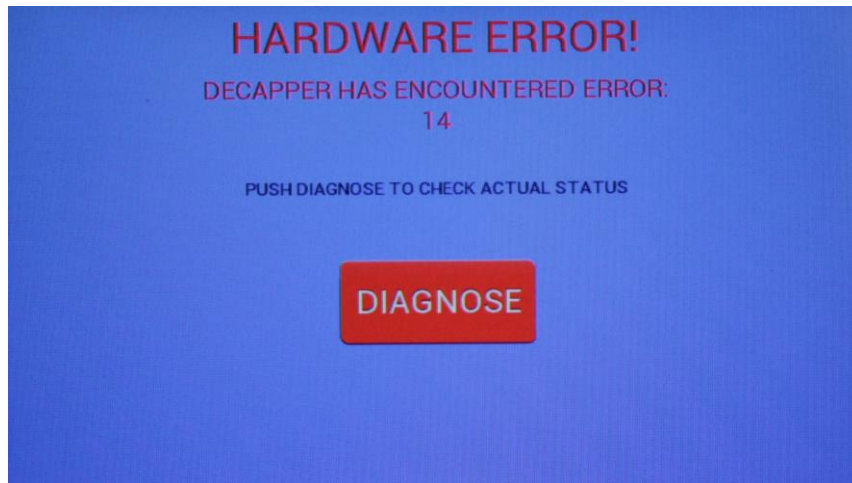 HARDWARE ERROR!
DECAPPER HAS ENCOUNTERED ERROR:
14
PUSH DIAGNOSE TO CHECK ACTUAL STATUS
DIAGNOSE